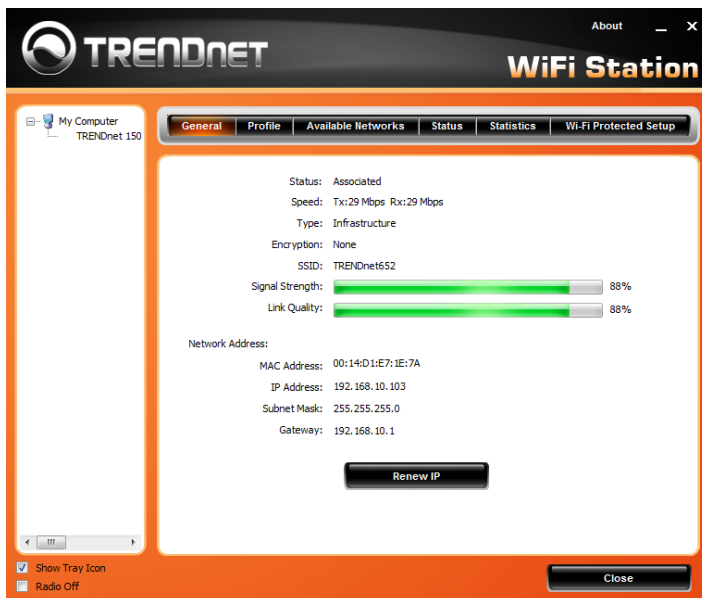 About
TRENDNET
WiFi Station
My Computer
TRENDnet 150
General Profile Available Networks Status Statistics Wi-Fi Protected Setup
Status: Associated
Speed: Tx:29 Mbps Rx:29 Mbps
Type: Infrastructure
Encryption: None
SSID: TRENDnet652
Signal Strength: 88%
Link Quality: 88%
Network Address:
MAC Address: 00:14:D1:E7:1E:7A
IP Address: 192.168.10.103
Subnet Mask: 255.255.255.0
Gateway: 192.168.10.1
Renew IP
Show Tray Icon
Radio Off
Close